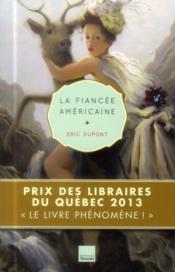 LA FIANCÉE
AMÉRICAINE
ERIC DUPONT
PRIX DES LIBRAIRES
DU QUÉBEC 2013
« LE LIVRE PHÉNOMÈNE ! »